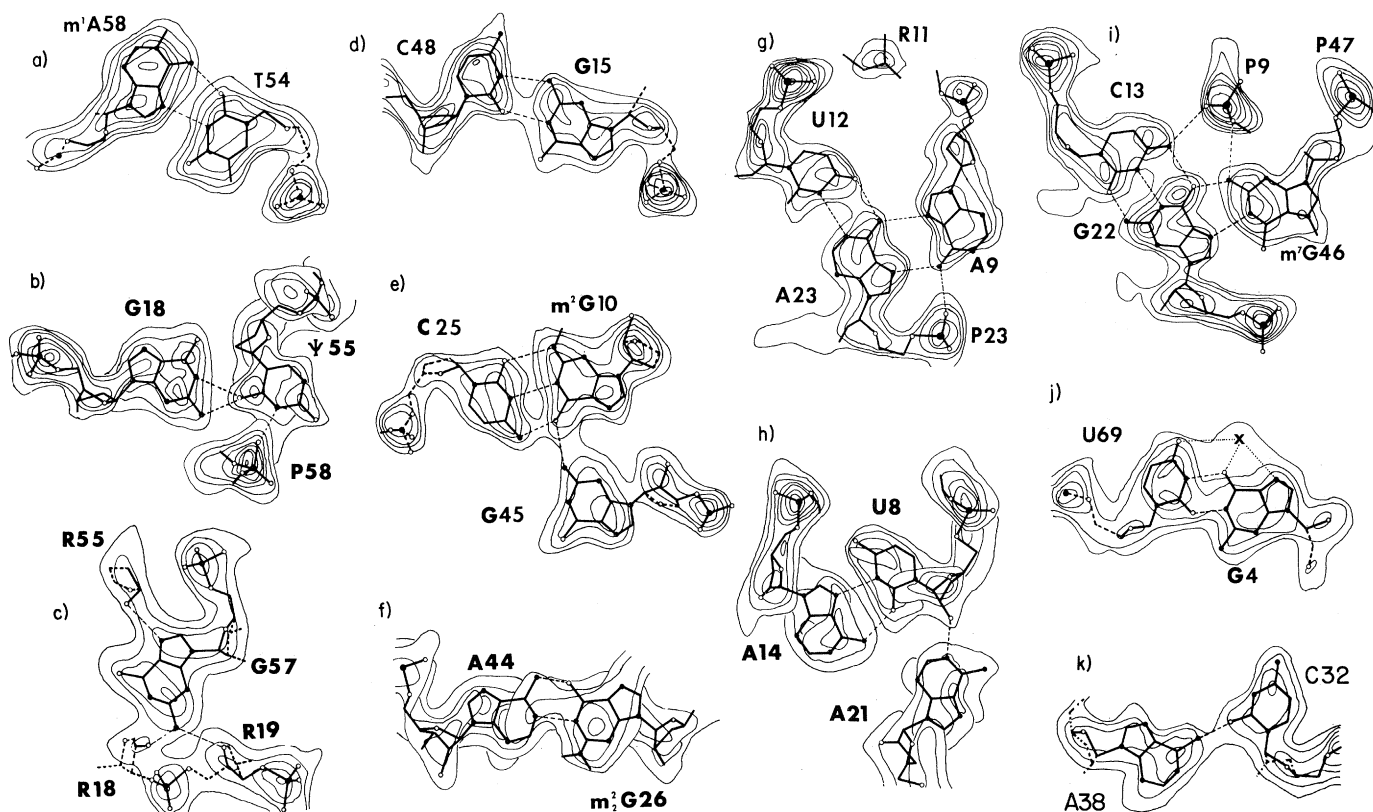 a)
m¹A58
T54
b)
G18
Ψ55
P58
c)
R55
G57
R19
R18
d)
C48
G15
e)
C25
m²G10
G45
f)
A44
m²₂G26
g)
R11
U12
A9
A23
P23
h)
U8
A14
A21
i)
P47
P9
C13
G22
m⁷G46
j)
U69
x
G4
k)
C32
A38